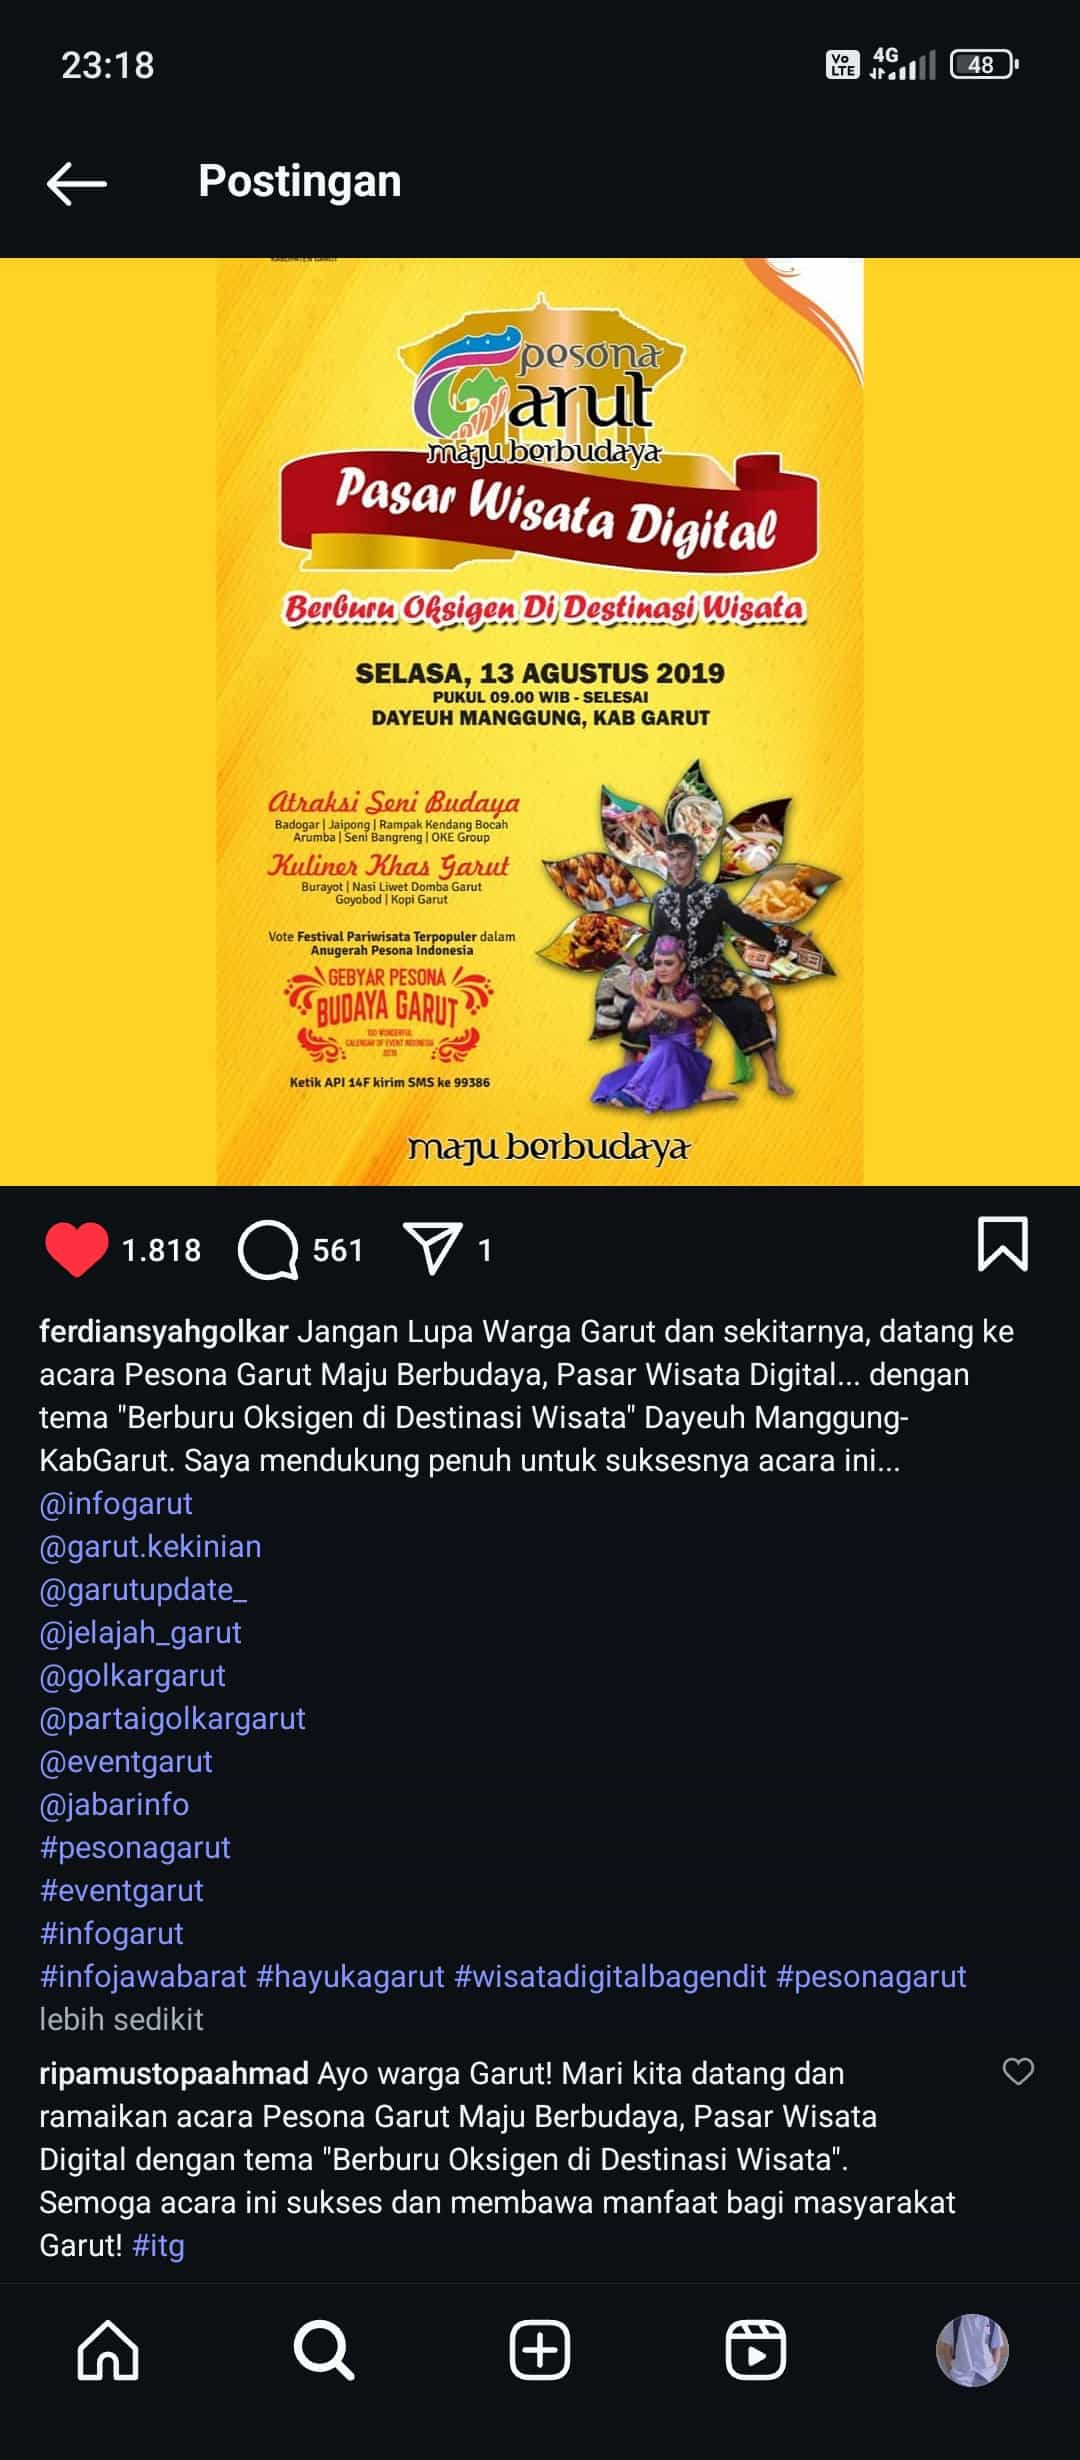 23:18
Vo LTE 4G 48
Postingan
KABUPATEN GARUT
pesona
Garut
maju berbudaya
Pasar Wisata Digital
Berburu Oksigen Di Destinasi Wisata
SELASA, 13 AGUSTUS 2019
PUKUL 09.00 WIB - SELESAI
DAYEUH MANGGUNG, KAB GARUT
Atraksi Seni Budaya
Badogar | Jaipong | Rampak Kendang Bocah
Arumba | Seni Bangreng | OKE Group
Kuliner Khas Garut
Burayot | Nasi Liwet Domba Garut
Goyobod | Kopi Garut
Vote Festival Pariwisata Terpopuler dalam
Anugerah Pesona Indonesia
GEBYAR PESONA
BUDAYA GARUT
100 WONDERFUL
CALENDAR OF EVENT INDONESIA
2019
Ketik API 14F kirim SMS ke 99386
maju berbudaya
1.818 561 1
ferdiansyahgolkar Jangan Lupa Warga Garut dan sekitarnya, datang ke
acara Pesona Garut Maju Berbudaya, Pasar Wisata Digital... dengan
tema "Berburu Oksigen di Destinasi Wisata" Dayeuh Manggung-
KabGarut. Saya mendukung penuh untuk suksesnya acara ini...
@infogarut
@garut.kekinian
@garutupdate_
@jelajah_garut
@golkargarut
@partaigolkargarut
@eventgarut
@jabarinfo
#pesonagarut
#eventgarut
#infogarut
#infojawabarat #hayukagarut #wisatadigitalbagendit #pesonagarut
lebih sedikit
ripamustopaahmad Ayo warga Garut! Mari kita datang dan
ramaikan acara Pesona Garut Maju Berbudaya, Pasar Wisata
Digital dengan tema "Berburu Oksigen di Destinasi Wisata".
Semoga acara ini sukses dan membawa manfaat bagi masyarakat
Garut! #itg